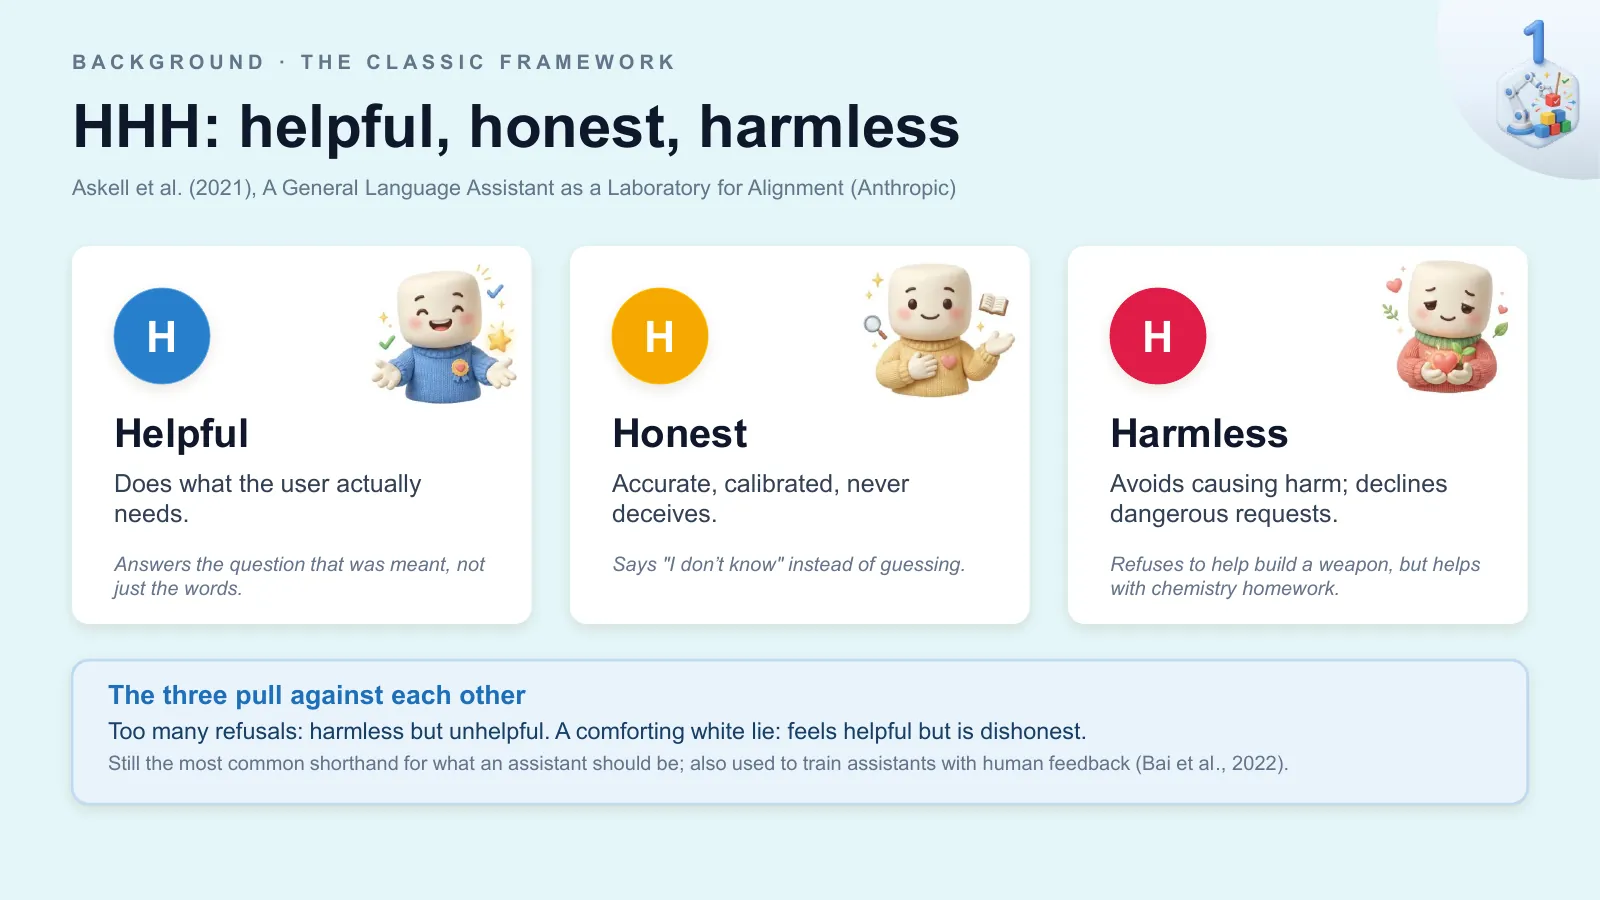 BACKGROUND · THE CLASSIC FRAMEWORK
1
HHH: helpful, honest, harmless
Askell et al. (2021), A General Language Assistant as a Laboratory for Alignment (Anthropic)
H
Helpful
Does what the user actually
needs.
Answers the question that was meant, not
just the words.
H
Honest
Accurate, calibrated, never
deceives.
Says "I don’t know" instead of guessing.
H
Harmless
Avoids causing harm; declines
dangerous requests.
Refuses to help build a weapon, but helps
with chemistry homework.
The three pull against each other
Too many refusals: harmless but unhelpful. A comforting white lie: feels helpful but is dishonest.
Still the most common shorthand for what an assistant should be; also used to train assistants with human feedback (Bai et al., 2022).